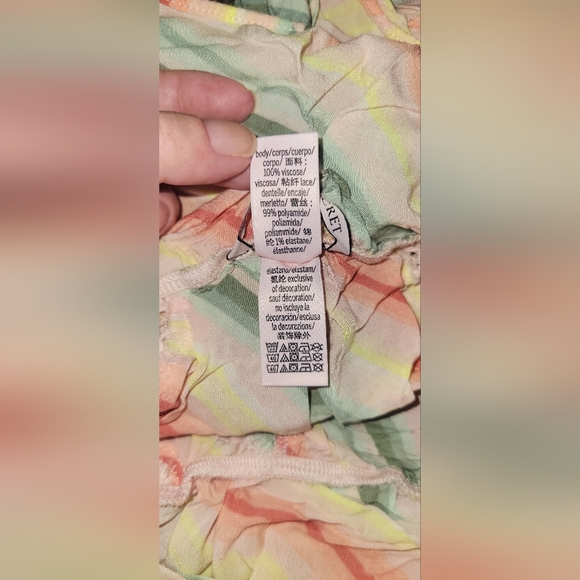 body/corps/cuerpo/
corpo/ 面料 :
100% viscose/
viscosa/ 粘纤 lace/
dentelle/encaje/
merletto/ 蕾丝 :
99% polyamide/
poliamida/
poliammide/ 锦
纶 1% elastane/
élasthanne/
elastano/elastam/
氨纶 exclusive
of decoration/
sauf décoration/
no incluye la
decoración/esclusa
la decorazione/
装饰除外
RET